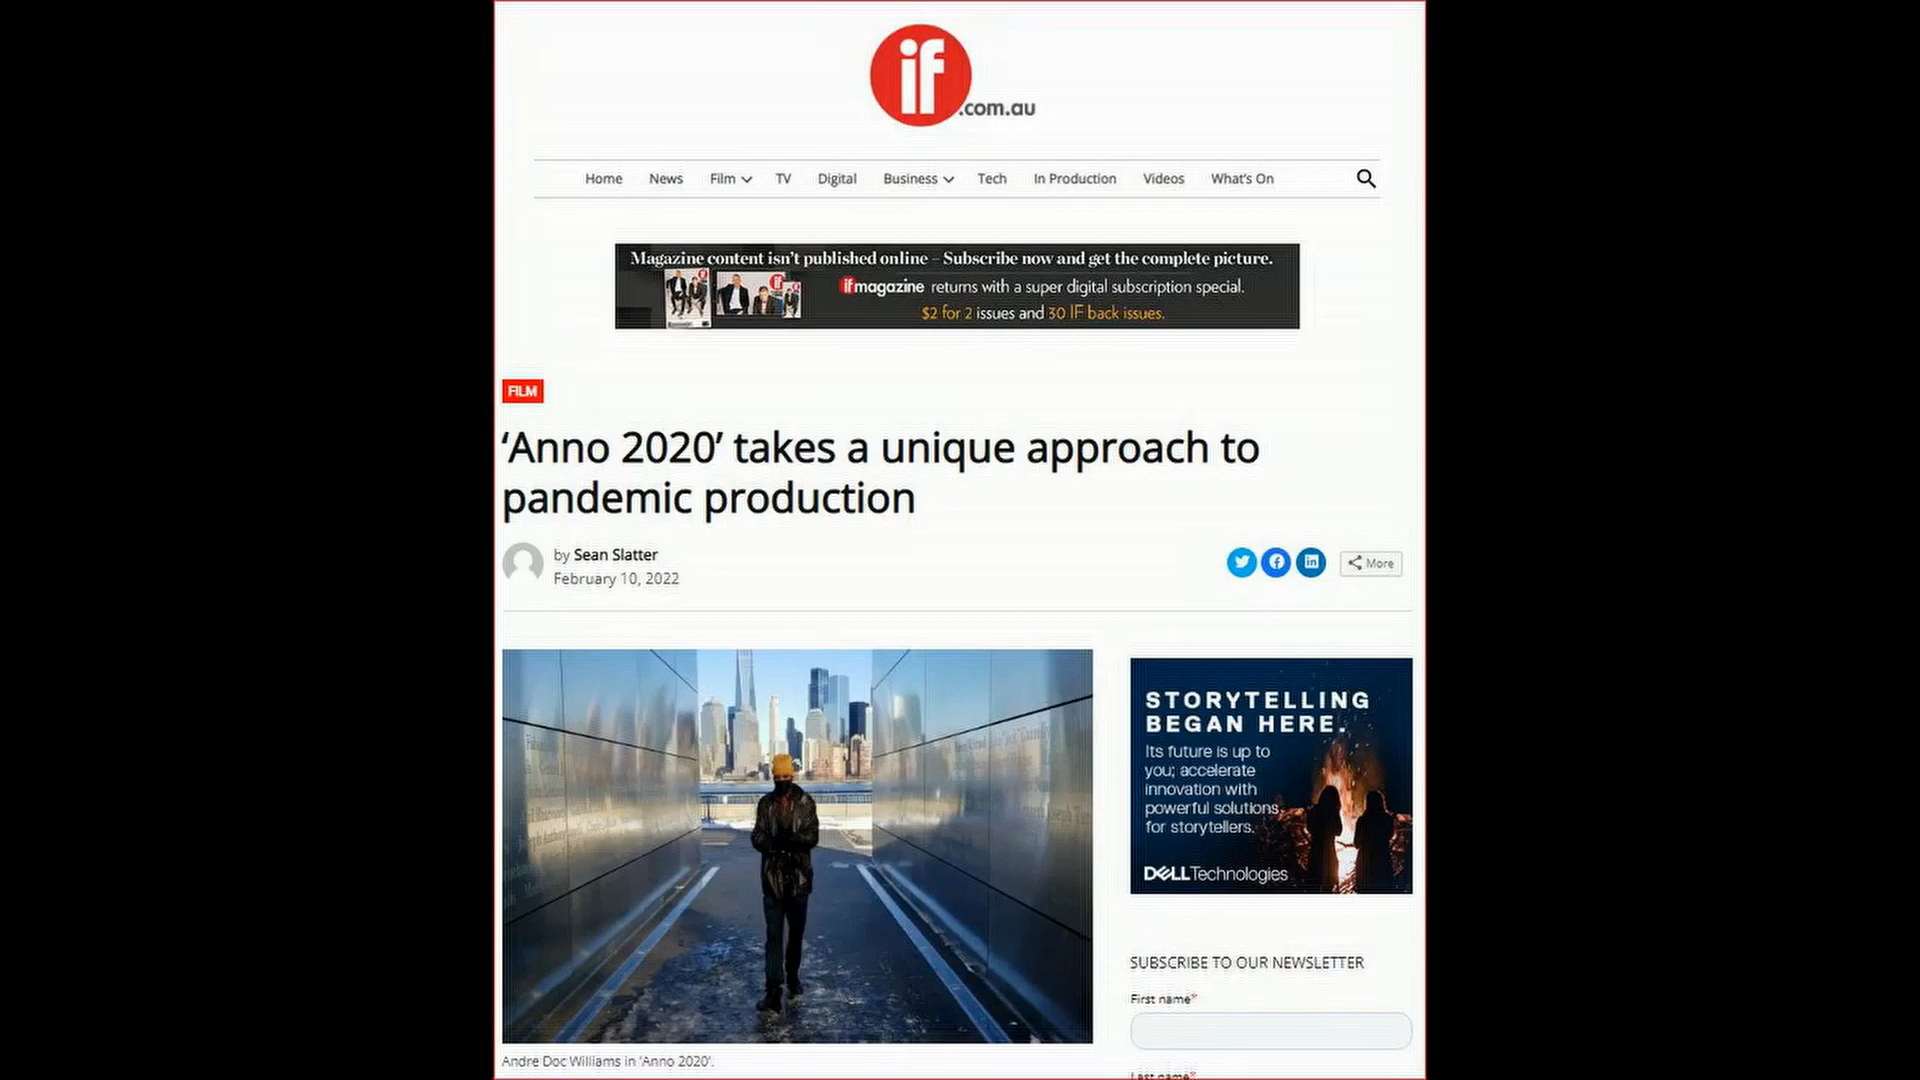 if
.com.au
Home News Film TV Digital Business Tech In Production Videos What's On
Magazine content isn't published online – Subscribe now and get the complete picture.
ifmagazine returns with a super digital subscription special.
$2 for 2 issues and 30 IF back issues.
FILM
‘Anno 2020’ takes a unique approach to
pandemic production
by Sean Slatter
February 10, 2022
More
STORYTELLING
BEGAN HERE.
Its future is up to
you; accelerate
innovation with
powerful solutions
for storytellers.
DELLTechnologies
SUBSCRIBE TO OUR NEWSLETTER
First name*
Last name*
Andre Doc Williams in 'Anno 2020'.